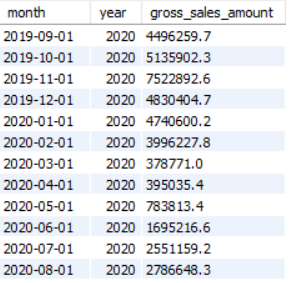 month year gross_sales_amount
2019-09-01 2020 4496259.7
2019-10-01 2020 5135902.3
2019-11-01 2020 7522892.6
2019-12-01 2020 4830404.7
2020-01-01 2020 4740600.2
2020-02-01 2020 3996227.8
2020-03-01 2020 378771.0
2020-04-01 2020 395035.4
2020-05-01 2020 783813.4
2020-06-01 2020 1695216.6
2020-07-01 2020 2551159.2
2020-08-01 2020 2786648.3